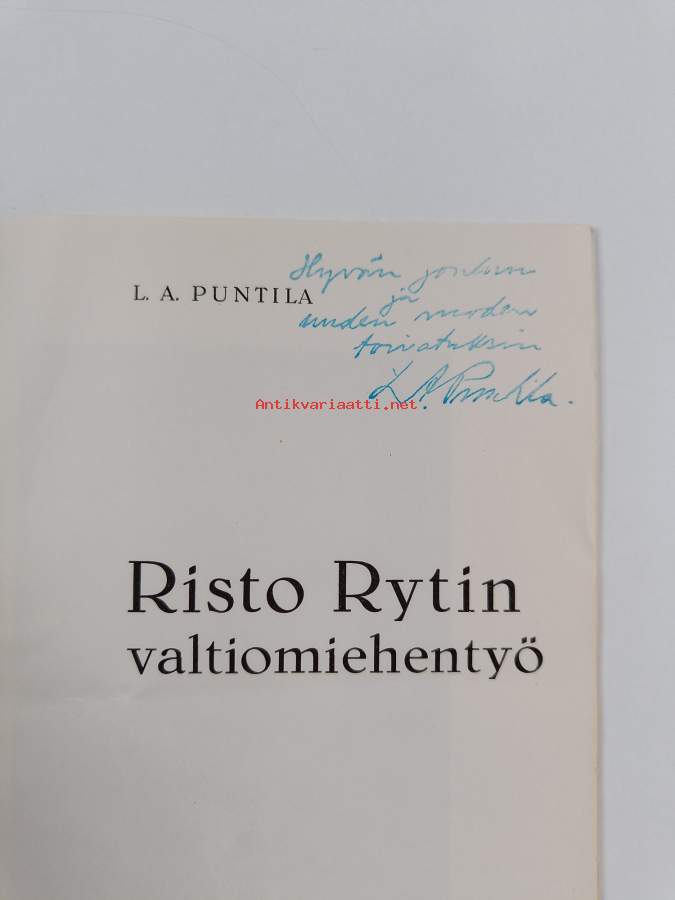 Hyvän joulun
L. A. PUNTILA
ja
uuden vuoden
toivotuksin
L. A. Puntila.
Antikvariaatti.net
Risto Rytin
valtiomiehentyö